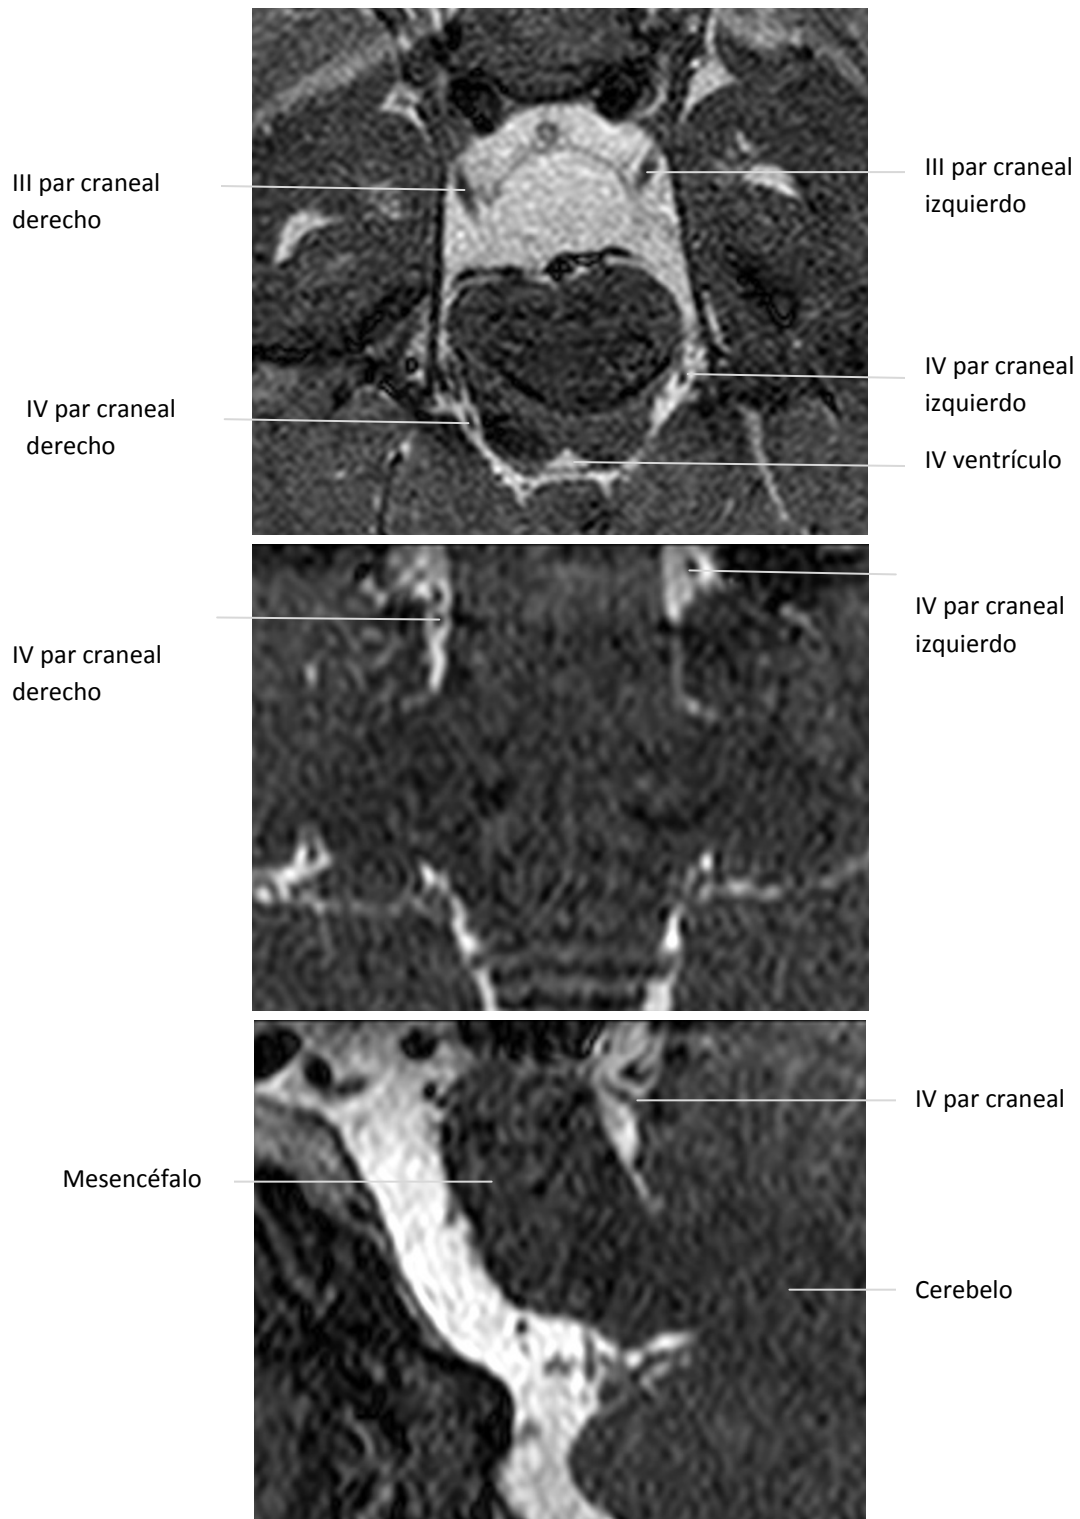 III par craneal
derecho
III par craneal
izquierdo
IV par craneal
derecho
IV par craneal
izquierdo
IV ventrículo
IV par craneal
derecho
IV par craneal
izquierdo
IV par craneal
Mesencéfalo
Cerebelo